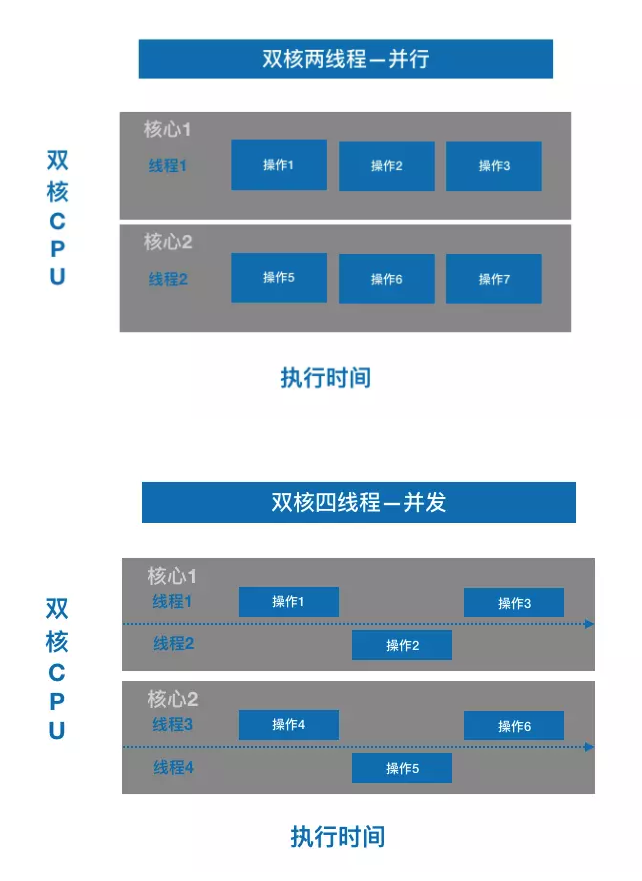 双核两线程—并行
双核CPU
核心1
线程1
操作1
操作2
操作3
核心2
线程2
操作5
操作6
操作7
执行时间
双核四线程—并发
双核CPU
核心1
线程1
操作1
操作3
线程2
操作2
核心2
线程3
操作4
操作6
线程4
操作5
执行时间